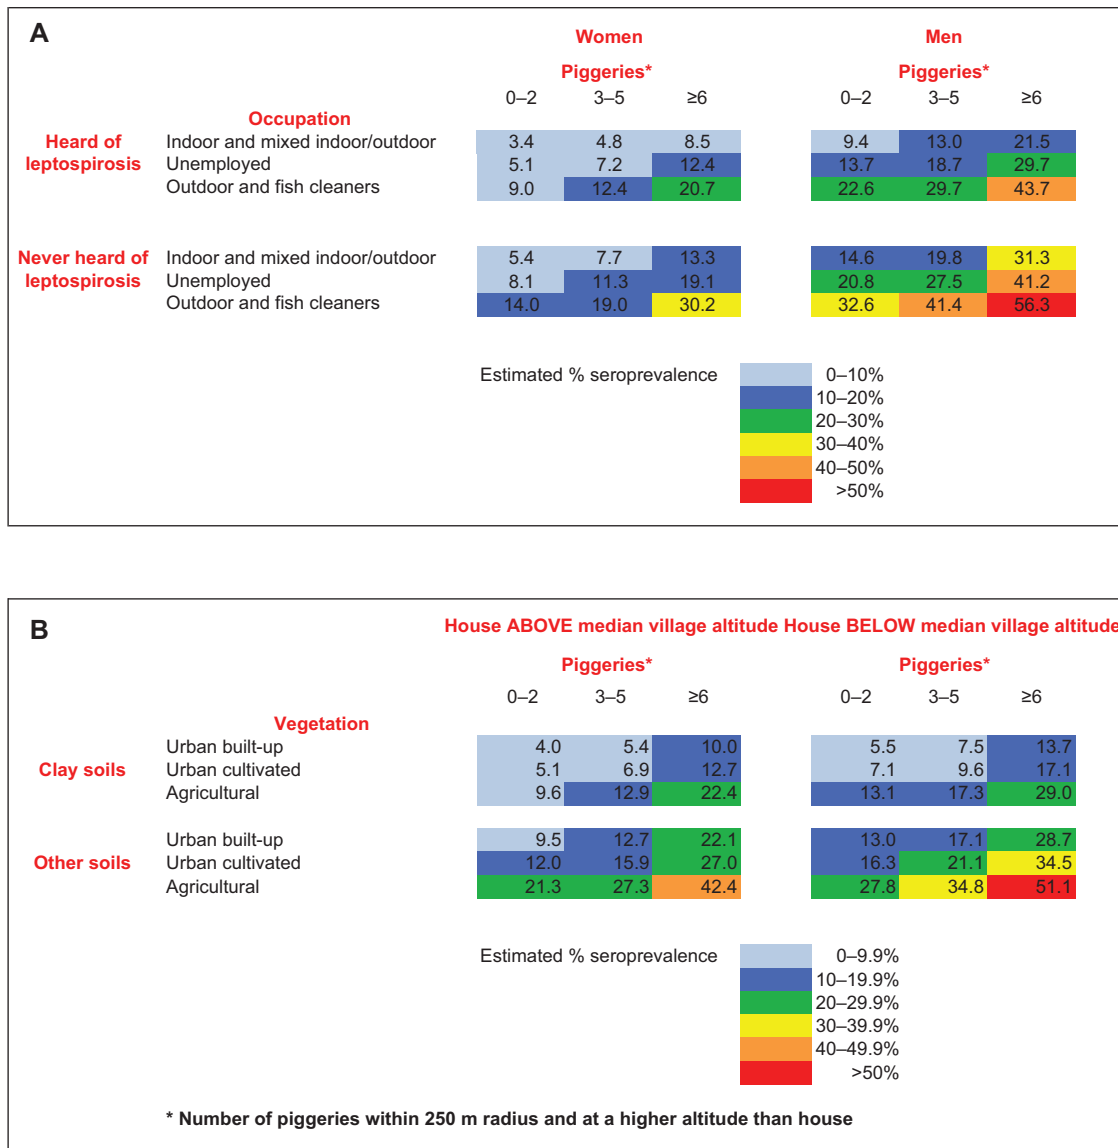 A
Women Men
Piggeries* Piggeries*
0–2 3–5 ≥6 0–2 3–5 ≥6
Occupation
Heard of leptospirosis
Indoor and mixed indoor/outdoor 3.4 4.8 8.5 9.4 13.0 21.5
Unemployed 5.1 7.2 12.4 13.7 18.7 29.7
Outdoor and fish cleaners 9.0 12.4 20.7 22.6 29.7 43.7
Never heard of leptospirosis
Indoor and mixed indoor/outdoor 5.4 7.7 13.3 14.6 19.8 31.3
Unemployed 8.1 11.3 19.1 20.8 27.5 41.2
Outdoor and fish cleaners 14.0 19.0 30.2 32.6 41.4 56.3
Estimated % seroprevalence 0–10%
10–20%
20–30%
30–40%
40–50%
>50%
B
House ABOVE median village altitude House BELOW median village altitude
Piggeries* Piggeries*
0–2 3–5 ≥6 0–2 3–5 ≥6
Vegetation
Urban built-up 4.0 5.4 10.0 5.5 7.5 13.7
Clay soils Urban cultivated 5.1 6.9 12.7 7.1 9.6 17.1
Agricultural 9.6 12.9 22.4 13.1 17.3 29.0
Urban built-up 9.5 12.7 22.1 13.0 17.1 28.7
Other soils Urban cultivated 12.0 15.9 27.0 16.3 21.1 34.5
Agricultural 21.3 27.3 42.4 27.8 34.8 51.1
Estimated % seroprevalence 0–9.9%
10–19.9%
20–29.9%
30–39.9%
40–49.9%
>50%
* Number of piggeries within 250 m radius and at a higher altitude than house